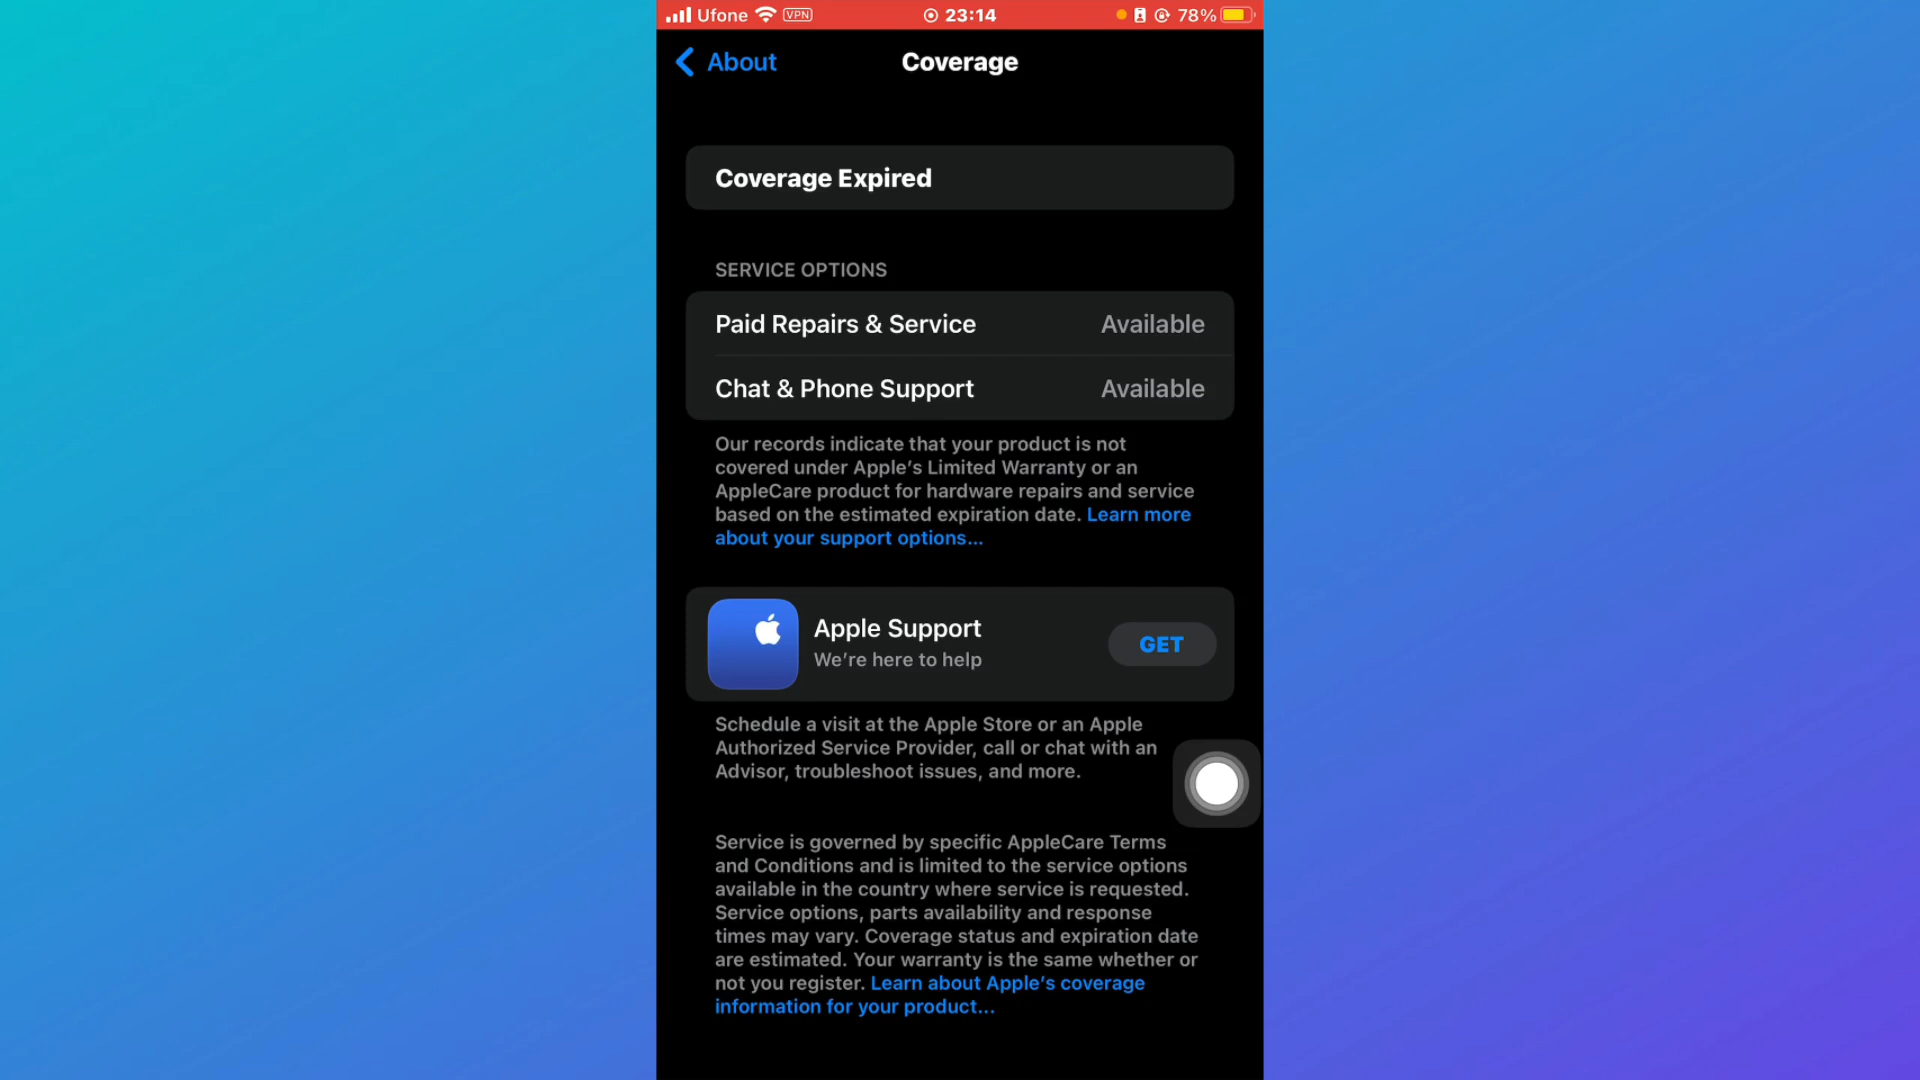 Ufone VPN 23:14 78%
About Coverage
Coverage Expired
SERVICE OPTIONS
Paid Repairs & Service Available
Chat & Phone Support Available
Our records indicate that your product is not
covered under Apple’s Limited Warranty or an
AppleCare product for hardware repairs and service
based on the estimated expiration date. Learn more
about your support options...
Apple Support
We’re here to help
GET
Schedule a visit at the Apple Store or an Apple
Authorized Service Provider, call or chat with an
Advisor, troubleshoot issues, and more.
Service is governed by specific AppleCare Terms
and Conditions and is limited to the service options
available in the country where service is requested.
Service options, parts availability and response
times may vary. Coverage status and expiration date
are estimated. Your warranty is the same whether or
not you register. Learn about Apple’s coverage
information for your product...